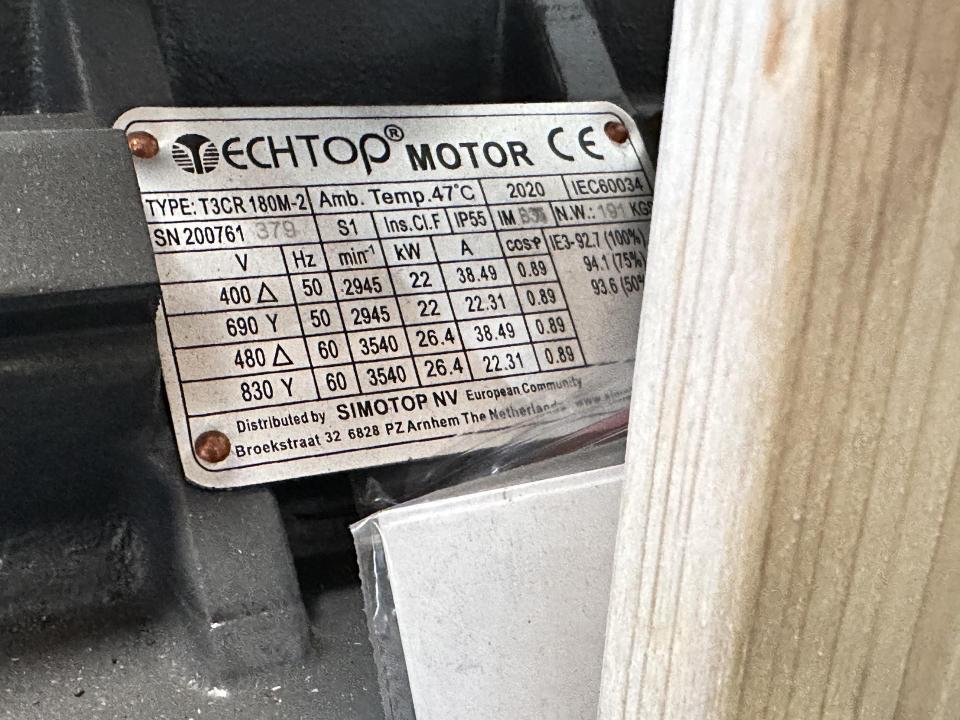 TECHTOP® MOTOR CE
TYPE: T3CR 180M-2 Amb. Temp.47°C 2020 IEC60034
SN 200761 379 S1 Ins.Cl.F IP55 IM N.W.: 191 KGS
V Hz min-1 kW A cosφ IE3-92.7 (100%)
400 Δ 50 2945 22 38.49 0.89 94.1 (75%)
690 Y 50 2945 22 22.31 0.89 93.6 (50%
480 Δ 60 3540 26.4 38.49 0.89
830 Y 60 3540 26.4 22.31 0.89
Distributed by SIMOTOP NV European Community
Broekstraat 32 6828 PZ Arnhem The Netherlands